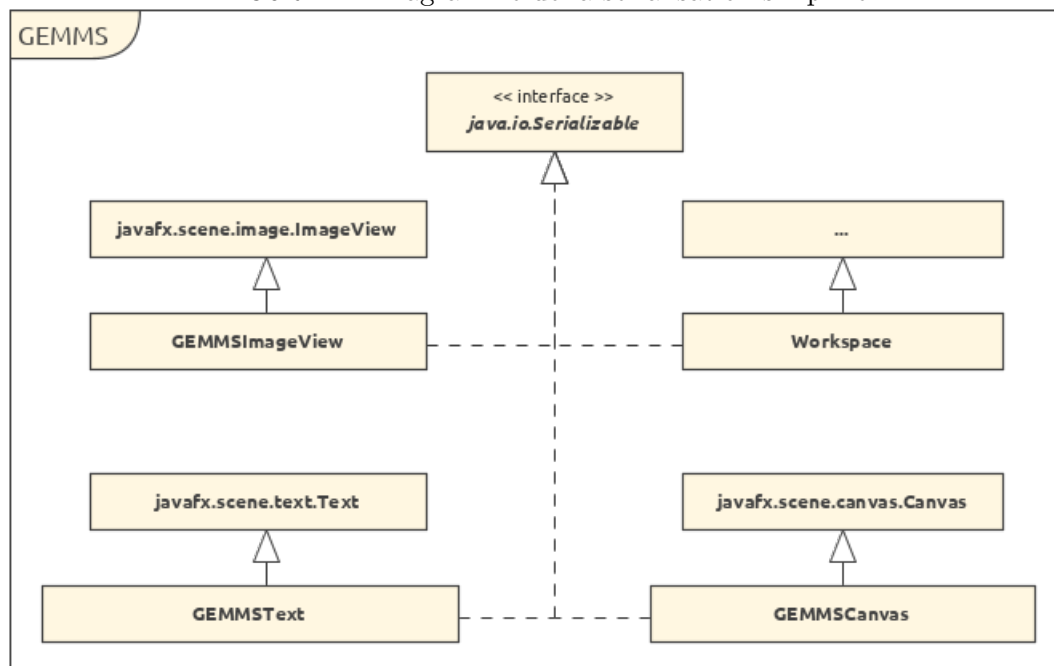 GEMMS
<< interface >>
java.io.Serializable
javafx.scene.image.ImageView
...
GEMMSImageView
Workspace
javafx.scene.text.Text
javafx.scene.canvas.Canvas
GEMMSText
GEMMSCanvas